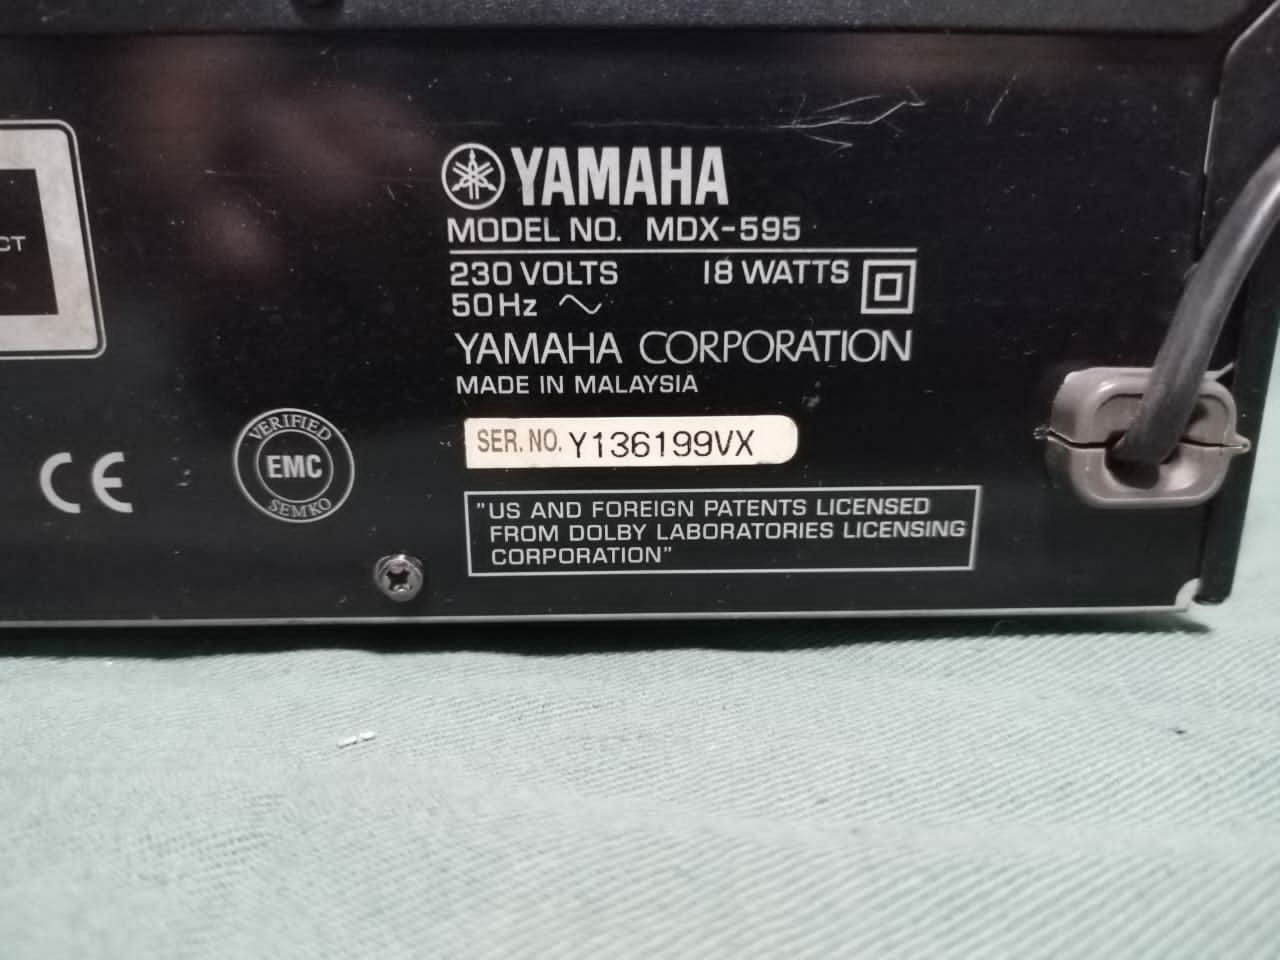 YAMAHA
MODEL NO. MDX-595
230 VOLTS 18 WATTS
50Hz
YAMAHA CORPORATION
MADE IN MALAYSIA
SER. NO. Y136199VX
"US AND FOREIGN PATENTS LICENSED
FROM DOLBY LABORATORIES LICENSING
CORPORATION"
CE
VERIFIED
EMC
SEMKO
CT